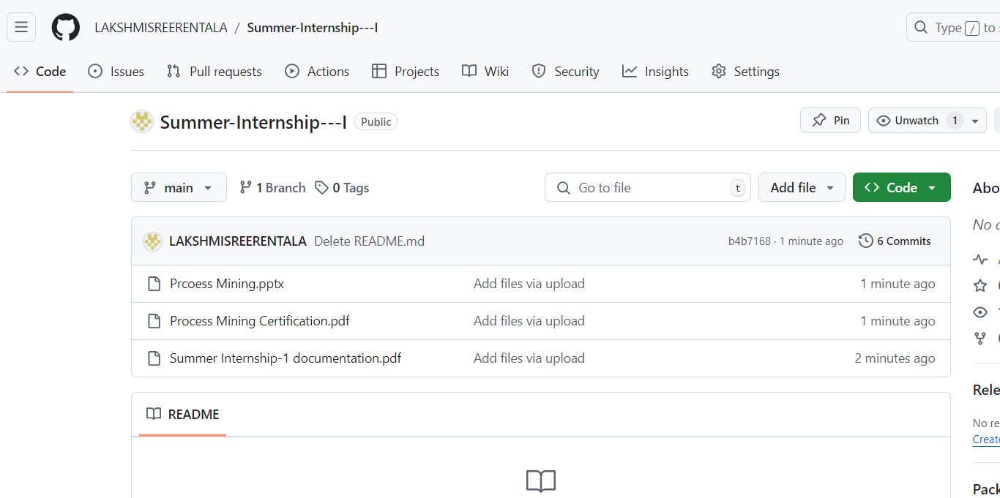 LAKSHMISREERENTALA / Summer-Internship---I
Type / to
Code Issues Pull requests Actions Projects Wiki Security Insights Settings
Summer-Internship---I Public
Pin Unwatch 1
main 1 Branch 0 Tags
Go to file t Add file Code
LAKSHMISREERENTALA Delete README.md b4b7168 · 1 minute ago 6 Commits
Prcoess Mining.pptx Add files via upload 1 minute ago
Process Mining Certification.pdf Add files via upload 1 minute ago
Summer Internship-1 documentation.pdf Add files via upload 2 minutes ago
README
Abo
No
Rele
No re
Create
Pack